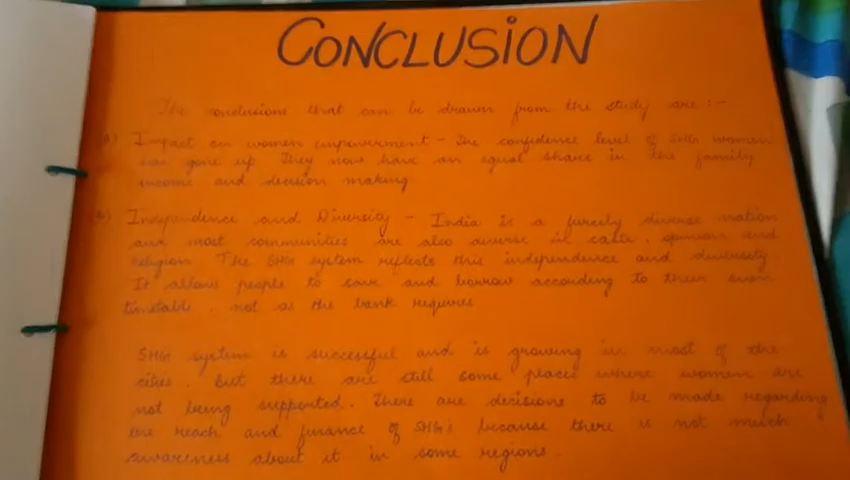 CONCLUSION
The conclusions that can be drawn from the study are :-
a) Impact on women empowerment - The confidence level of SHG women
has gone up They now have an equal share in the family
income and decision making
b) Independence and Diversity - India is a fiercely diverse nation
and most communities are also diverse in caste, opinion and
religion The SHG system reflects this independence and diversity.
It allows people to save and borrow according to their own
timetable, not as the bank requires
SHG system is successful and is growing in most of the
cities. but there are still some places where women are
not being supported. There are decisions to be made regarding
the reach and finance of SHG's because there is not much
awareness about it in some regions.